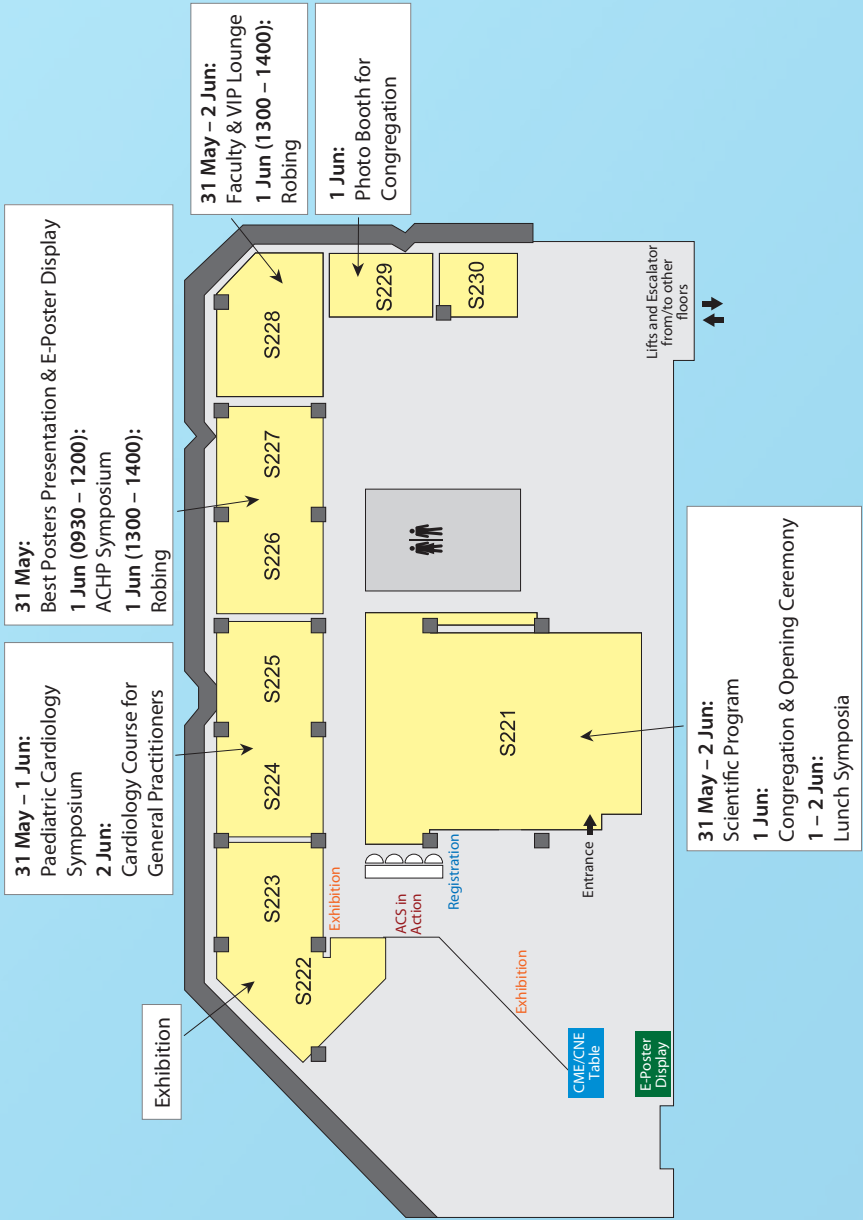 31 May – 1 Jun:
Paediatric Cardiology
Symposium
2 Jun:
Cardiology Course for
General Practitioners
31 May:
Best Posters Presentation & E-Poster Display
1 Jun (0930 – 1200):
ACHP Symposium
1 Jun (1300 – 1400):
Robing
31 May – 2 Jun:
Faculty & VIP Lounge
1 Jun (1300 – 1400):
Robing
1 Jun:
Photo Booth for
Congregation
Exhibition
S222
S223
S224
S225
S226
S227
S228
S229
S230
Exhibition
ACS in
Action
Registration
S221
Entrance
Exhibition
CME/CNE
Table
E-Poster
Display
Lifts and Escalator
from/to other
floors
31 May – 2 Jun:
Scientific Program
1 Jun:
Congregation & Opening Ceremony
1 – 2 Jun:
Lunch Symposia